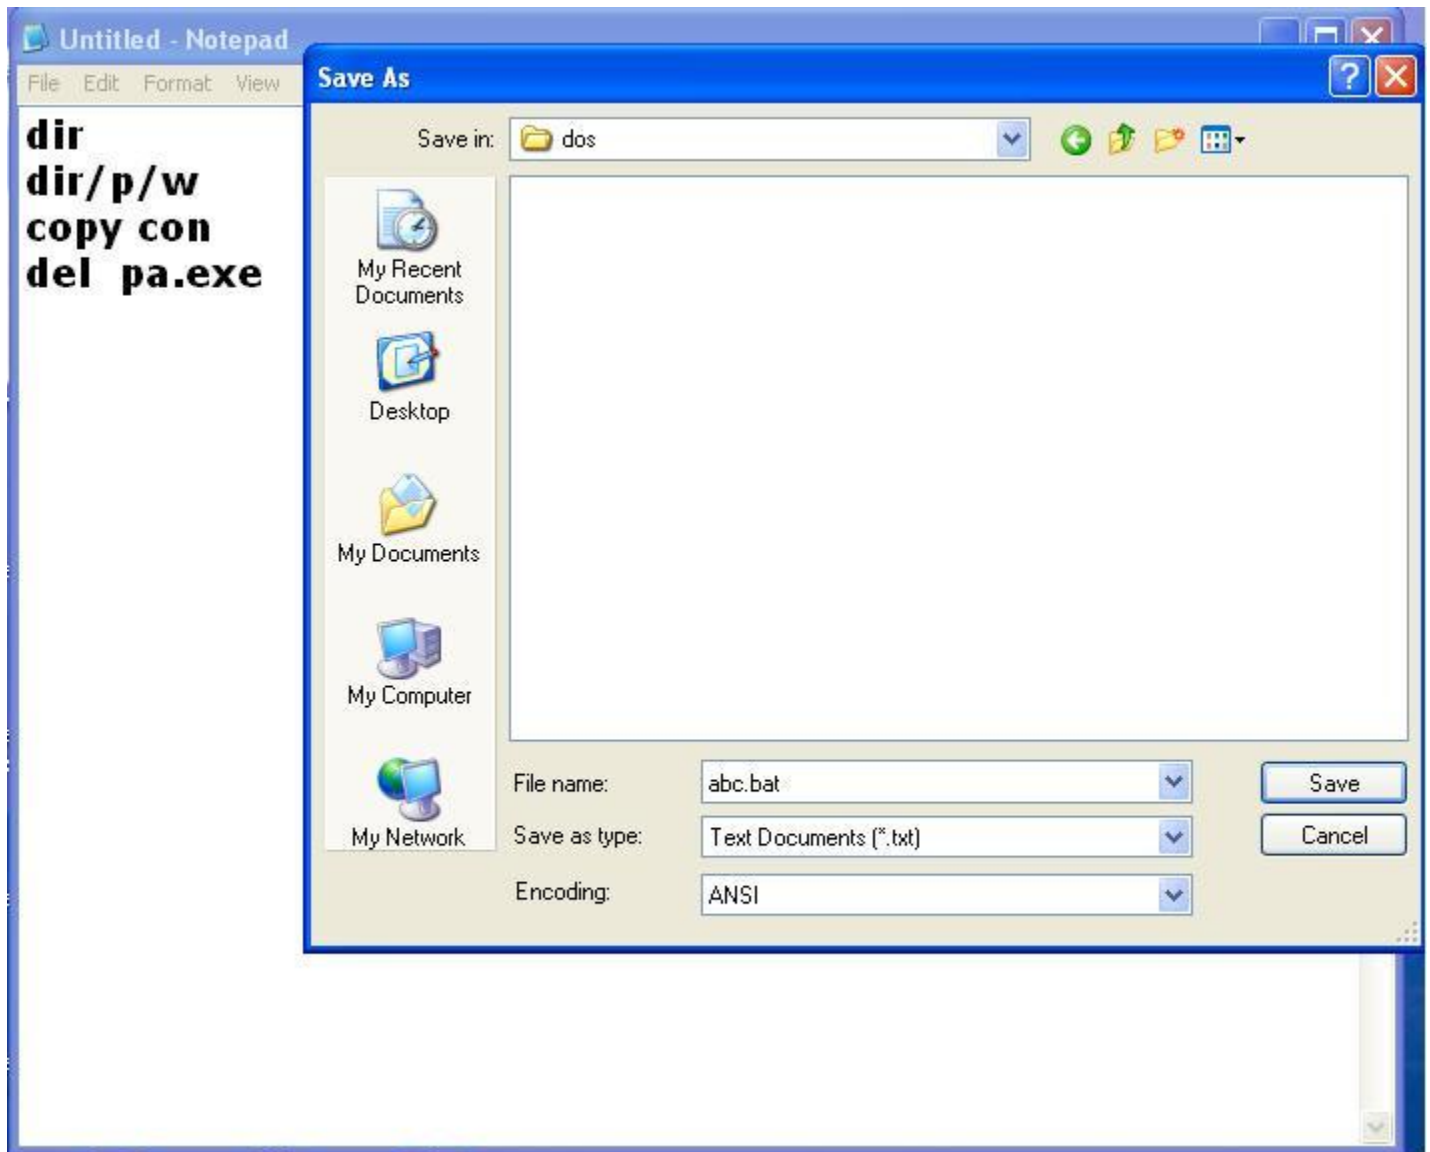 Untitled - Notepad
File Edit Format View
dir
dir/p/w
copy con
del pa.exe
Save As
Save in: dos
My Recent
Documents
Desktop
My Documents
My Computer
My Network
File name: abc.bat
Save
Save as type: Text Documents (*.txt)
Cancel
Encoding: ANSI